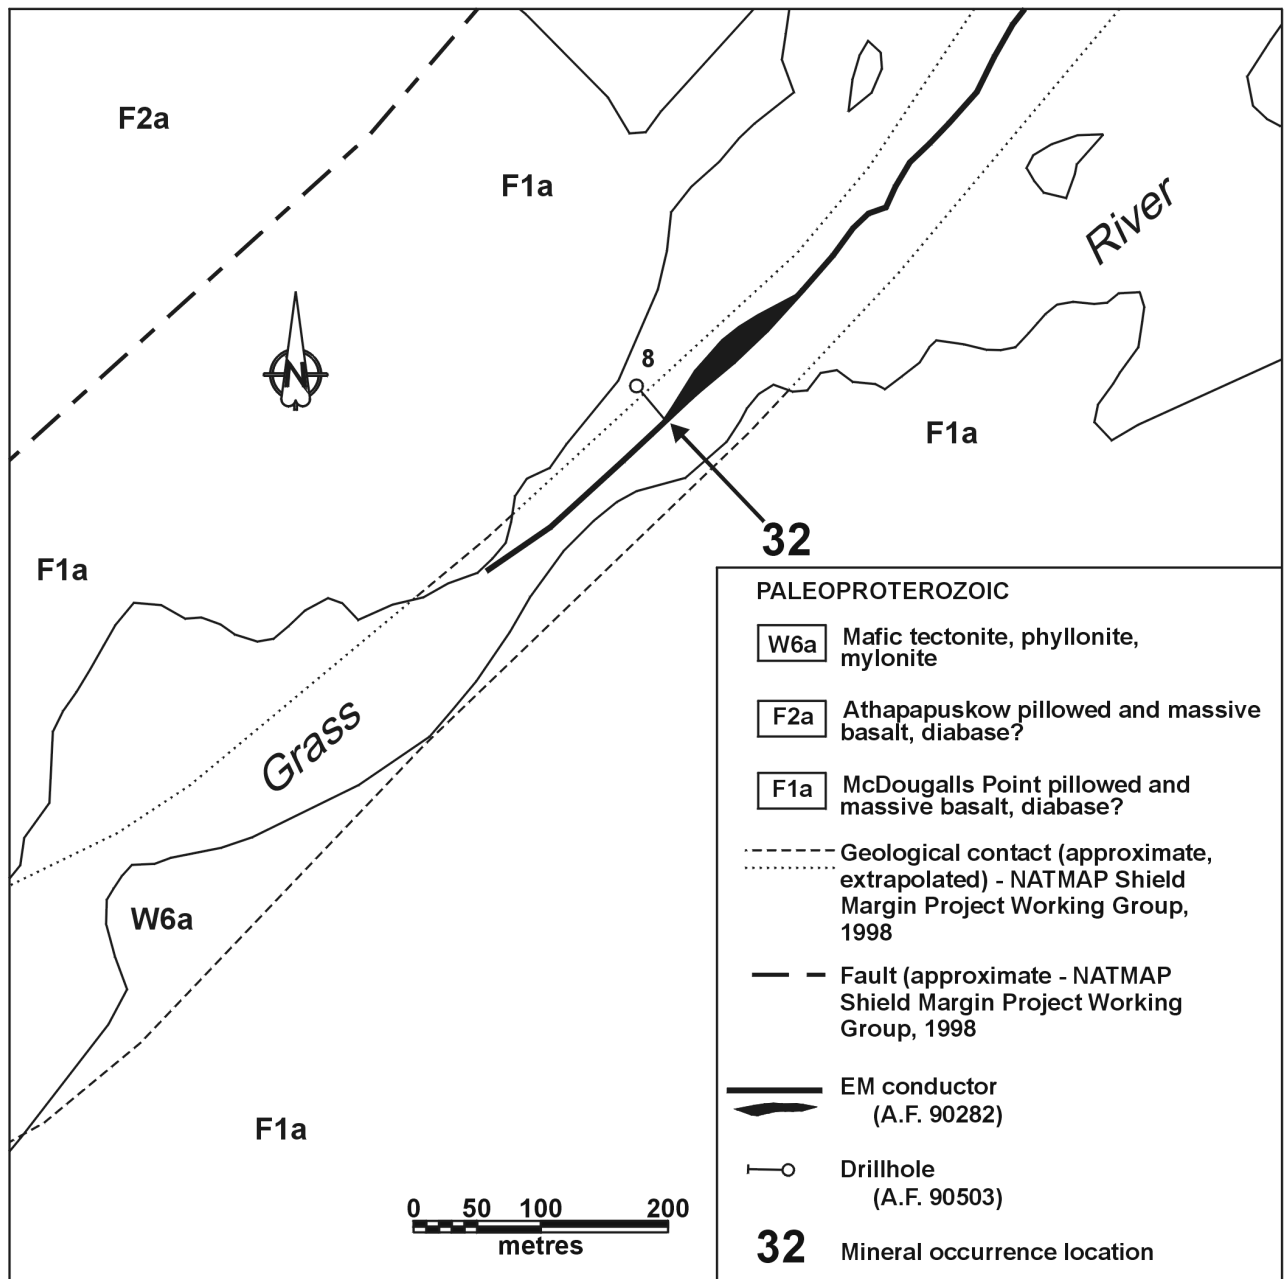 F2a
F1a
River
N
8
F1a
32
F1a
Grass
W6a
F1a
0 50 100 200
metres
PALEOPROTEROZOIC
W6a Mafic tectonite, phyllonite,
mylonite
F2a Athapapuskow pillowed and massive
basalt, diabase?
F1a McDougalls Point pillowed and
massive basalt, diabase?
Geological contact (approximate,
extrapolated) - NATMAP Shield
Margin Project Working Group,
1998
Fault (approximate - NATMAP
Shield Margin Project Working
Group, 1998
EM conductor
(A.F. 90282)
Drillhole
(A.F. 90503)
32 Mineral occurrence location